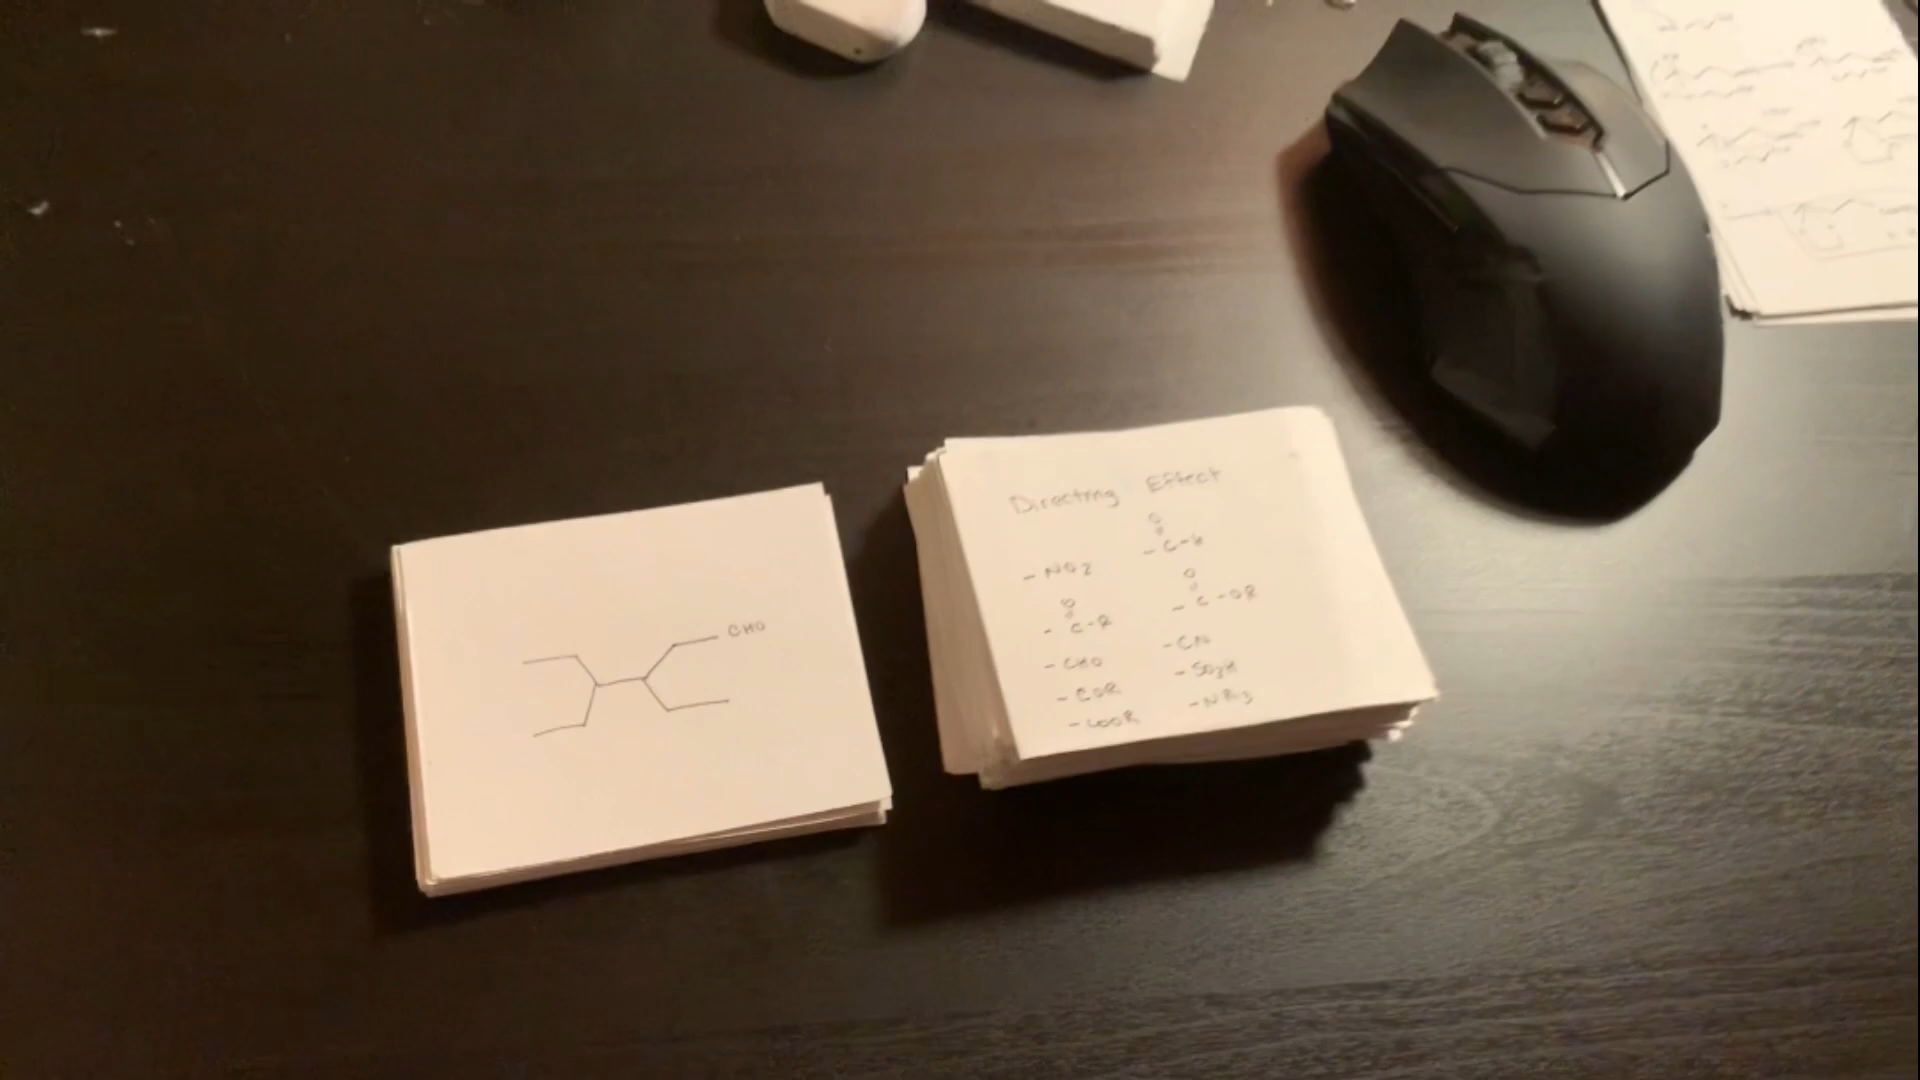 CHO
Directing Effect
O
- C-H
- NO2
O
- C-R
O
- C-OR
- CHO
- CN
- COR
- SO3H
- COOR
- NR3